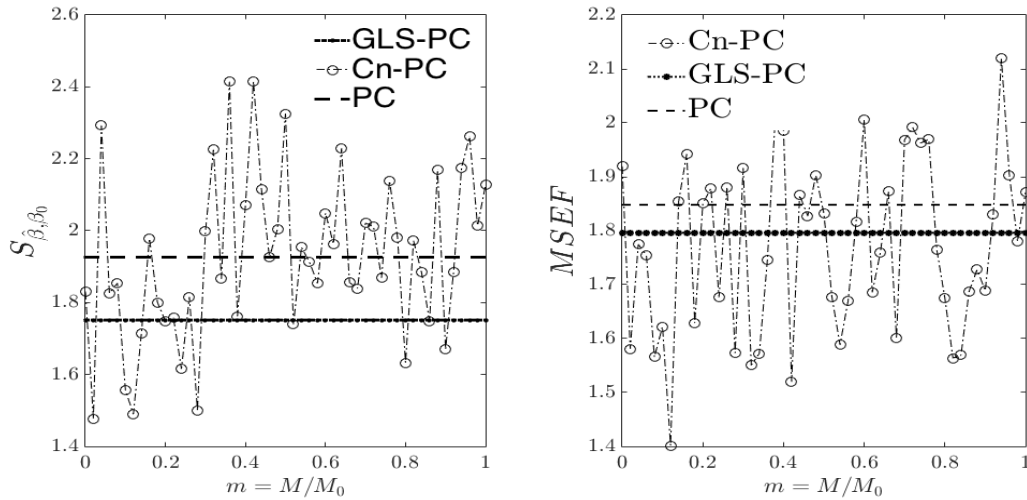 2.6
2.4
2.2
2
1.8
1.6
1.4
0
0.2
0.4
0.6
0.8
1
S_{β̂,β₀}
m = M/M₀
GLS-PC
Cn-PC
PC
2.2
2.1
2
1.9
1.8
1.7
1.6
1.5
1.4
0
0.2
0.4
0.6
0.8
1
MSEF
m = M/M₀
Cn-PC
GLS-PC
PC